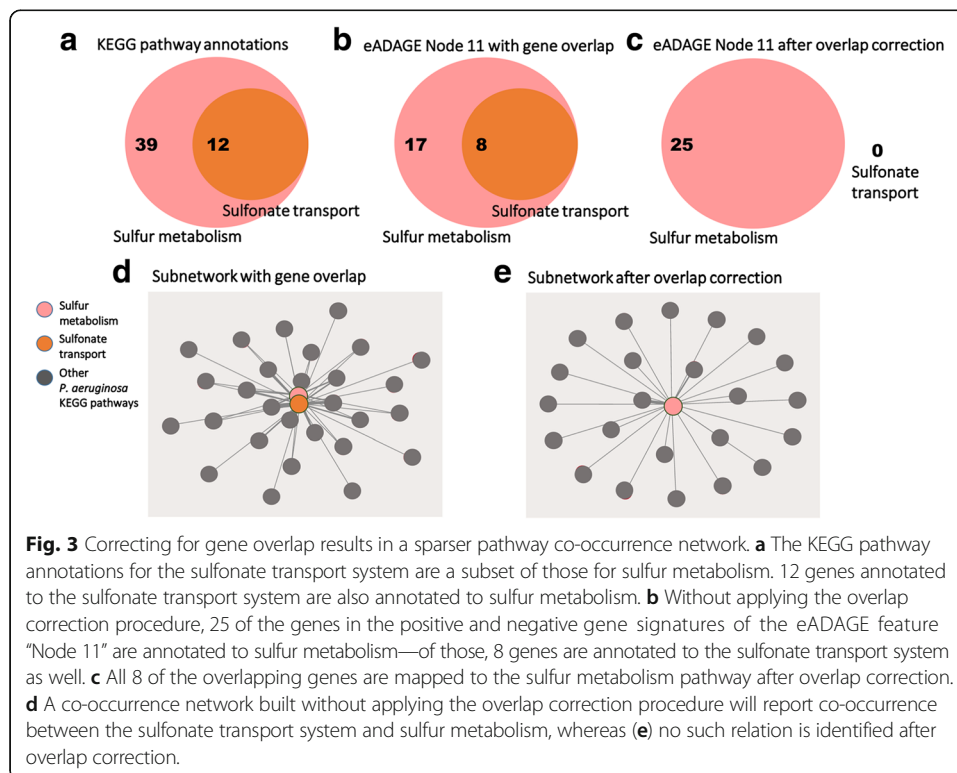 a KEGG pathway annotations
39
12
Sulfonate transport
Sulfur metabolism
b eADAGE Node 11 with gene overlap
17
8
Sulfonate transport
Sulfur metabolism
c eADAGE Node 11 after overlap correction
25
0
Sulfonate
transport
Sulfur metabolism
d Subnetwork with gene overlap
Sulfur
metabolism
Sulfonate
transport
Other
P. aeruginosa
KEGG pathways
e Subnetwork after overlap correction
Fig. 3 Correcting for gene overlap results in a sparser pathway co-occurrence network. a The KEGG pathway
annotations for the sulfonate transport system are a subset of those for sulfur metabolism. 12 genes annotated
to the sulfonate transport system are also annotated to sulfur metabolism. b Without applying the overlap
correction procedure, 25 of the genes in the positive and negative gene signatures of the eADAGE feature
“Node 11” are annotated to sulfur metabolism—of those, 8 genes are annotated to the sulfonate transport system
as well. c All 8 of the overlapping genes are mapped to the sulfur metabolism pathway after overlap correction.
d A co-occurrence network built without applying the overlap correction procedure will report co-occurrence
between the sulfonate transport system and sulfur metabolism, whereas (e) no such relation is identified after
overlap correction.